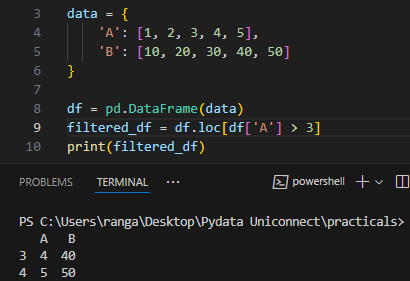 3 data = {
4     'A': [1, 2, 3, 4, 5],
5     'B': [10, 20, 30, 40, 50]
6 }
7
8 df = pd.DataFrame(data)
9 filtered_df = df.loc[df['A'] > 3]
10 print(filtered_df)
PROBLEMS TERMINAL ··· powershell
PS C:\Users\ranga\Desktop\Pydata Uniconnect\practicals>
   A   B
3  4  40
4  5  50